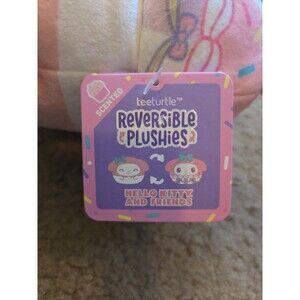 SCENTED
teeturtle™
REVERSIBLE
PLUSHIES
HELLO KITTY
AND FRIENDS